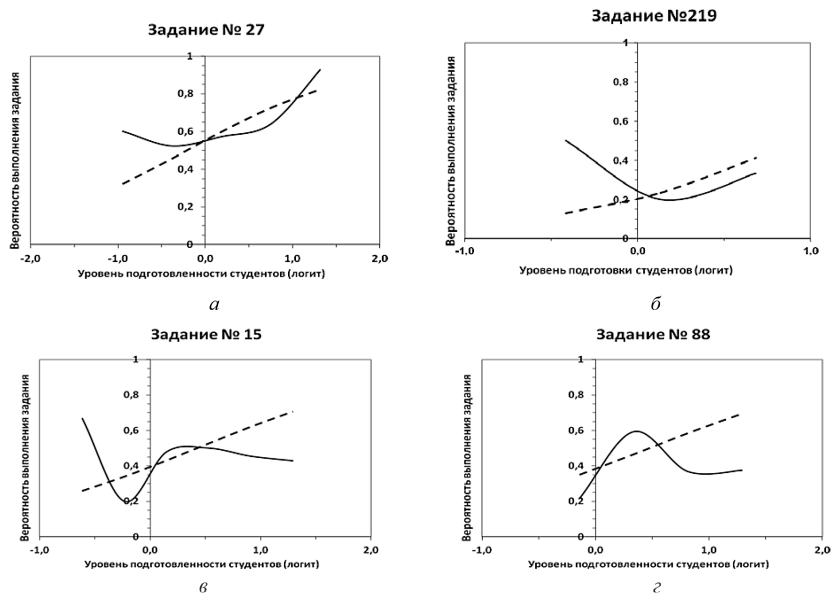 Задание № 27
Вероятность выполнения задания
1
0,8
0,6
0,4
0,2
0
-2,0 -1,0 0,0 1,0 2,0
Уровень подготовленности студентов (логит)
а
Задание №219
Вероятность выполнения задания
1
0,8
0,6
0,4
0,2
0
-1,0 0,0 1,0
Уровень подготовки студентов (логит)
б
Задание № 15
Вероятность выполнения задания
1
0,8
0,6
0,4
0,2
0
-1,0 0,0 1,0 2,0
Уровень подготовленности студентов (логит)
в
Задание № 88
Вероятность выполнения задания
1
0,8
0,6
0,4
0,2
0
-1,0 0,0 1,0 2,0
Уровень подготовленности студентов (логит)
г